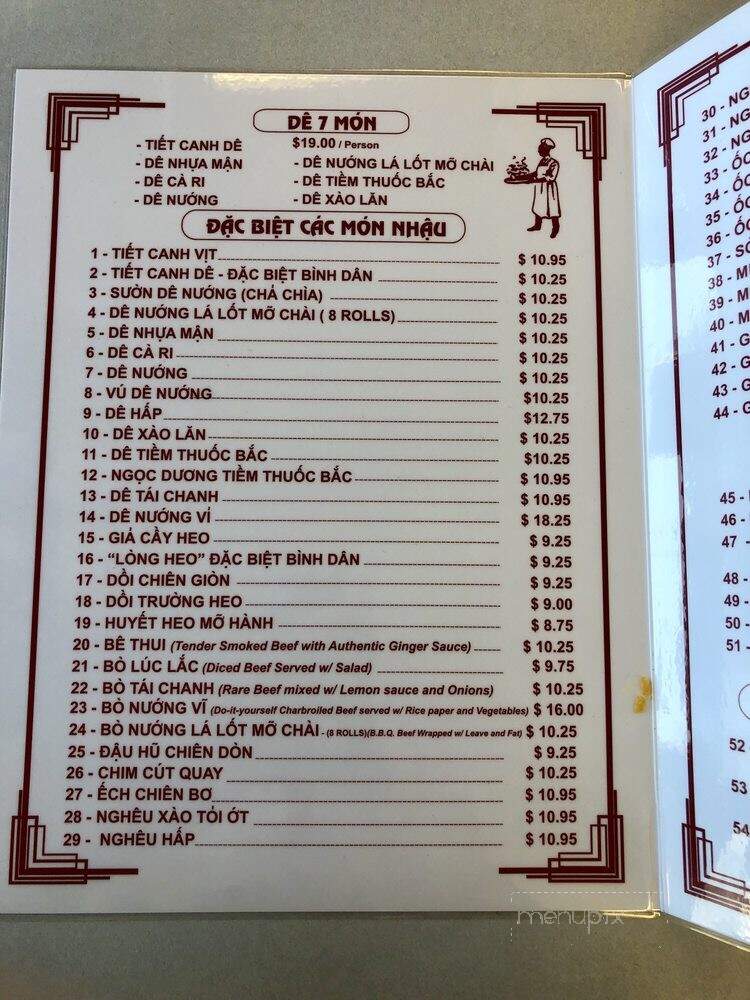 DÊ 7 MÓN
- TIẾT CANH DÊ $19.00 / Person
- DÊ NHỰA MẬN - DÊ NƯỚNG LÁ LỐT MỠ CHÀI
- DÊ CÀ RI - DÊ TIỀM THUỐC BẮC
- DÊ NƯỚNG - DÊ XÀO LĂN
ĐẶC BIỆT CÁC MÓN NHẬU
1 - TIẾT CANH VỊT $ 10.95
2 - TIẾT CANH DÊ - ĐẶC BIỆT BÌNH DÂN $ 10.25
3 - SƯỜN DÊ NƯỚNG (CHẢ CHÌA) $ 10.25
4 - DÊ NƯỚNG LÁ LỐT MỠ CHÀI ( 8 ROLLS) $ 10.25
5 - DÊ NHỰA MẬN $ 10.25
6 - DÊ CÀ RI $ 10.25
7 - DÊ NƯỚNG $ 10.25
8 - VÚ DÊ NƯỚNG $10.25
9 - DÊ HẤP $12.75
10 - DÊ XÀO LĂN $ 10.25
11 - DÊ TIỀM THUỐC BẮC $10.25
12 - NGỌC DƯƠNG TIỀM THUỐC BẮC $ 10.95
13 - DÊ TÁI CHANH $ 10.95
14 - DÊ NƯỚNG VỈ $ 18.25
15 - GIẢ CẦY HEO $ 9.25
16 - “LÒNG HEO” ĐẶC BIỆT BÌNH DÂN $ 9.25
17 - DỒI CHIÊN GIÒN $ 9.25
18 - DỒI TRƯỜNG HEO $ 9.00
19 - HUYẾT HEO MỠ HÀNH $ 8.75
20 - BÊ THUI (Tender Smoked Beef with Authentic Ginger Sauce) $ 10.25
21 - BÒ LÚC LẮC (Diced Beef Served w/ Salad) $ 9.75
22 - BÒ TÁI CHANH (Rare Beef mixed w/ Lemon sauce and Onions) $ 10.25
23 - BÒ NƯỚNG VĨ (Do-it-yourself Charbroiled Beef served w/ Rice paper and Vegetables) $ 16.00
24 - BÒ NƯỚNG LÁ LỐT MỠ CHÀI - (8 ROLLS)(B.B.Q. Beef Wrapped w/ Leave and Fat) $ 10.25
25 - ĐẬU HŨ CHIÊN DÒN $ 9.25
26 - CHIM CÚT QUAY $ 10.25
27 - ẾCH CHIÊN BƠ $ 10.95
28 - NGHÊU XÀO TỎI ỚT $ 10.95
29 - NGHÊU HẤP $ 10.95
30 - NG
31 - NG
32 - NG
33 - ỐC
34 - ỐC
35 - ỐC
36 - ỐC
37 - SÒ
38 - M
39 - M
40 - M
41 - G
42 - G
43 - G
44 - G
45 -
46 -
47 -
48 -
49 -
50 -
51 -
52
53
54
menupix